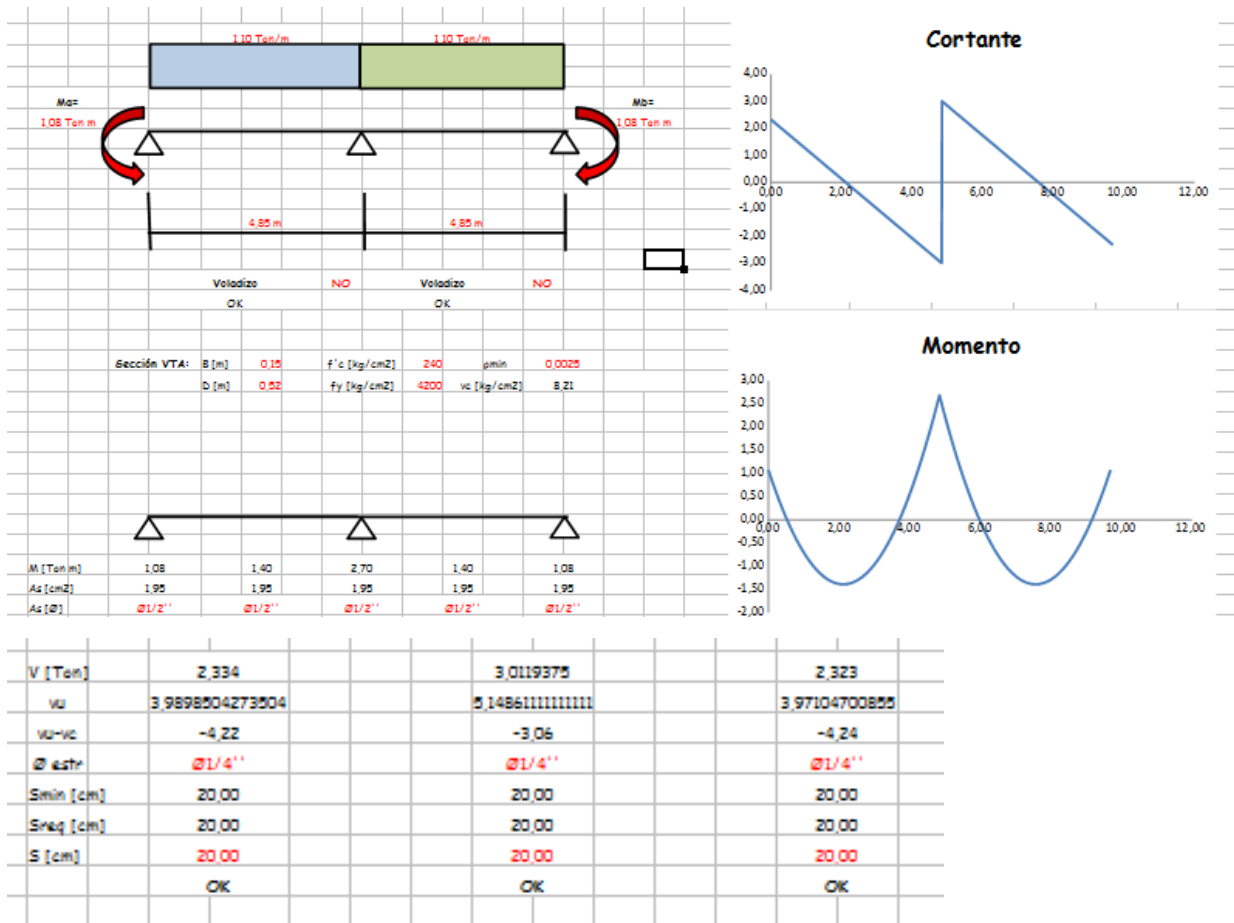 1,10 Ton/m 1,10 Ton/m
Ma= Mb=
1,08 Ton m 1,08 Ton m
4,85 m 4,85 m
Voladizo NO Voladizo NO
OK OK
Sección VTA: B [m] 0,15 f'c [kg/cm2] 240 ρmin 0,0025
D [m] 0,52 fy [kg/cm2] 4200 vc [kg/cm2] 8,21
M [Ton m] 1,08 1,40 2,70 1,40 1,08
As [cm2] 1,95 1,95 1,95 1,95 1,95
As [Ø] Ø1/2'' Ø1/2'' Ø1/2'' Ø1/2'' Ø1/2''
Cortante
4,00
3,00
2,00
1,00
0,00
0,00 2,00 4,00 6,00 8,00 10,00 12,00
-1,00
-2,00
-3,00
-4,00
Momento
3,00
2,50
2,00
1,50
1,00
0,50
0,00
0,00 2,00 4,00 6,00 8,00 10,00 12,00
-0,50
-1,00
-1,50
-2,00
V [Ton] 2,334 3,0119375 2,323
vu 3,9898504273504 5,14861111111111 3,97104700855
vu-vc -4,22 -3,06 -4,24
Ø estr Ø1/4'' Ø1/4'' Ø1/4''
Smin [cm] 20,00 20,00 20,00
Sreq [cm] 20,00 20,00 20,00
S [cm] 20,00 20,00 20,00
OK OK OK